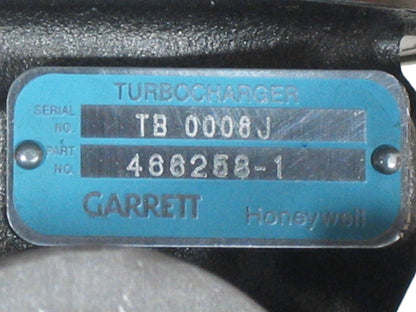 TURBOCHARGER
SERIAL NO. TB 0006J
PART NO. 466258-1
GARRETT Honeywell